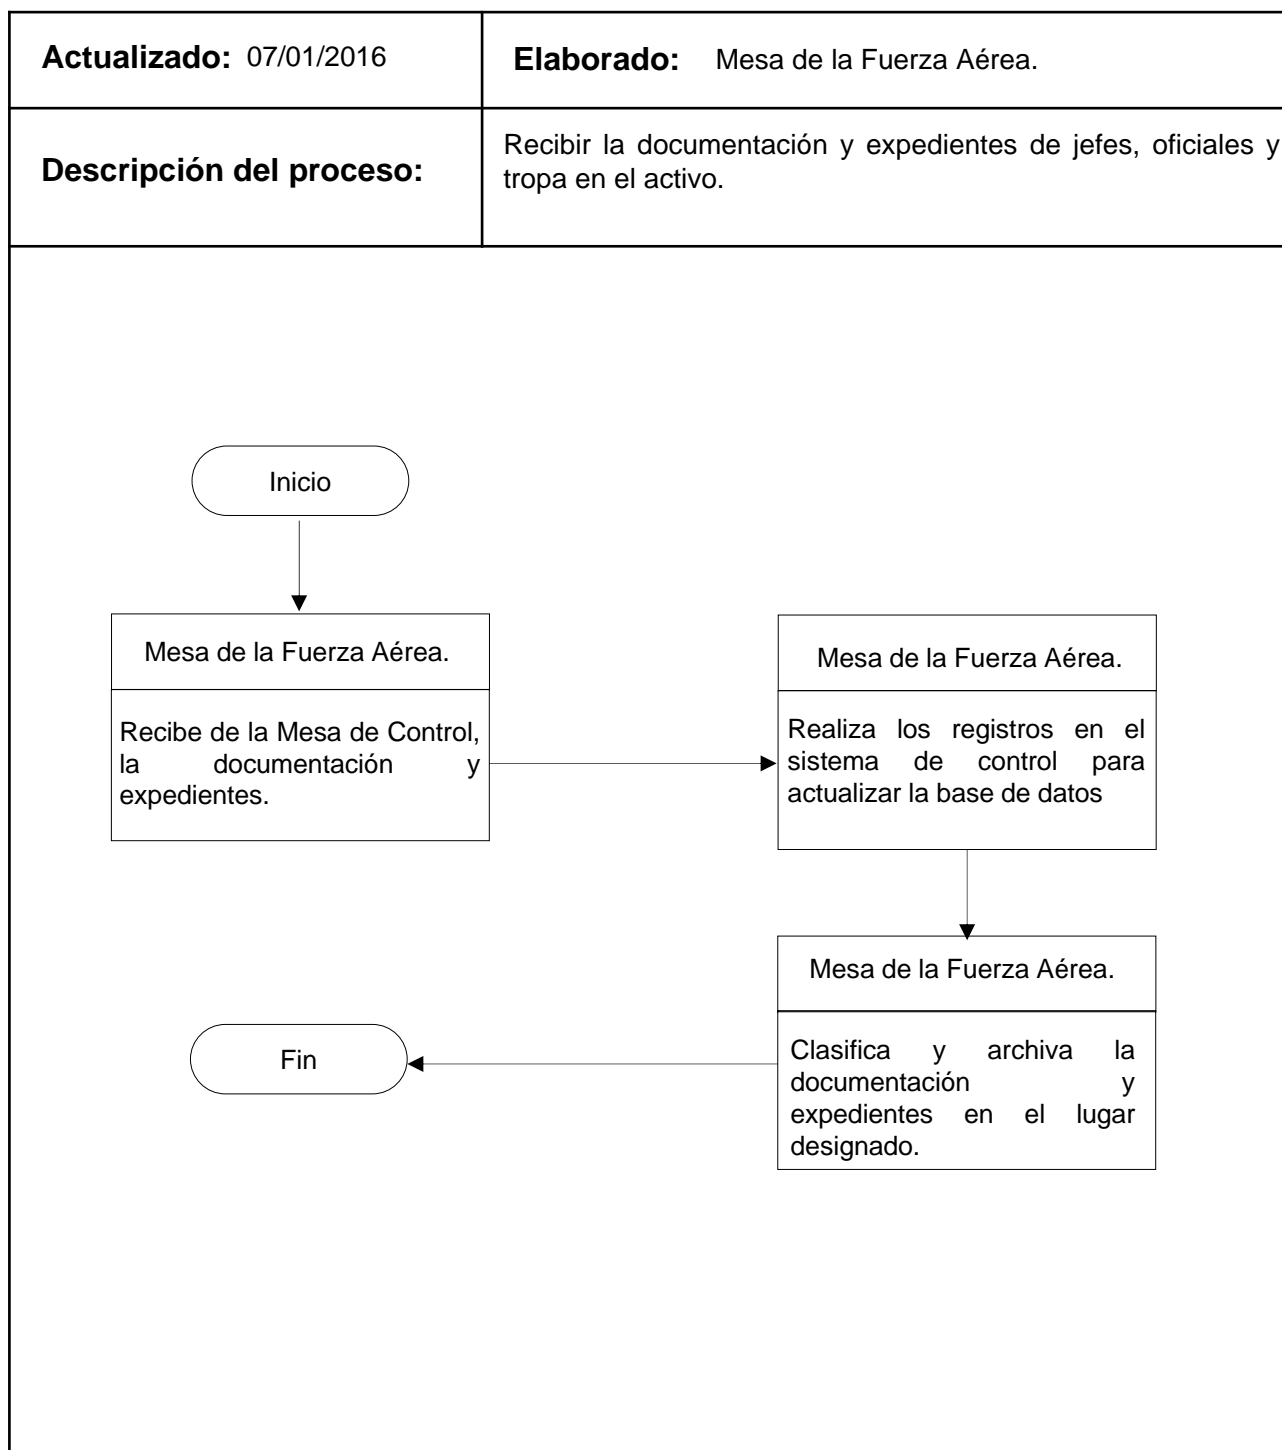 Actualizado: 07/01/2016
Elaborado: Mesa de la Fuerza Aérea.
Descripción del proceso:
Recibir la documentación y expedientes de jefes, oficiales y
tropa en el activo.
Inicio
Mesa de la Fuerza Aérea.
Recibe de la Mesa de Control,
la documentación y
expedientes.
Mesa de la Fuerza Aérea.
Realiza los registros en el
sistema de control para
actualizar la base de datos
Mesa de la Fuerza Aérea.
Clasifica y archiva la
documentación y
expedientes en el lugar
designado.
Fin